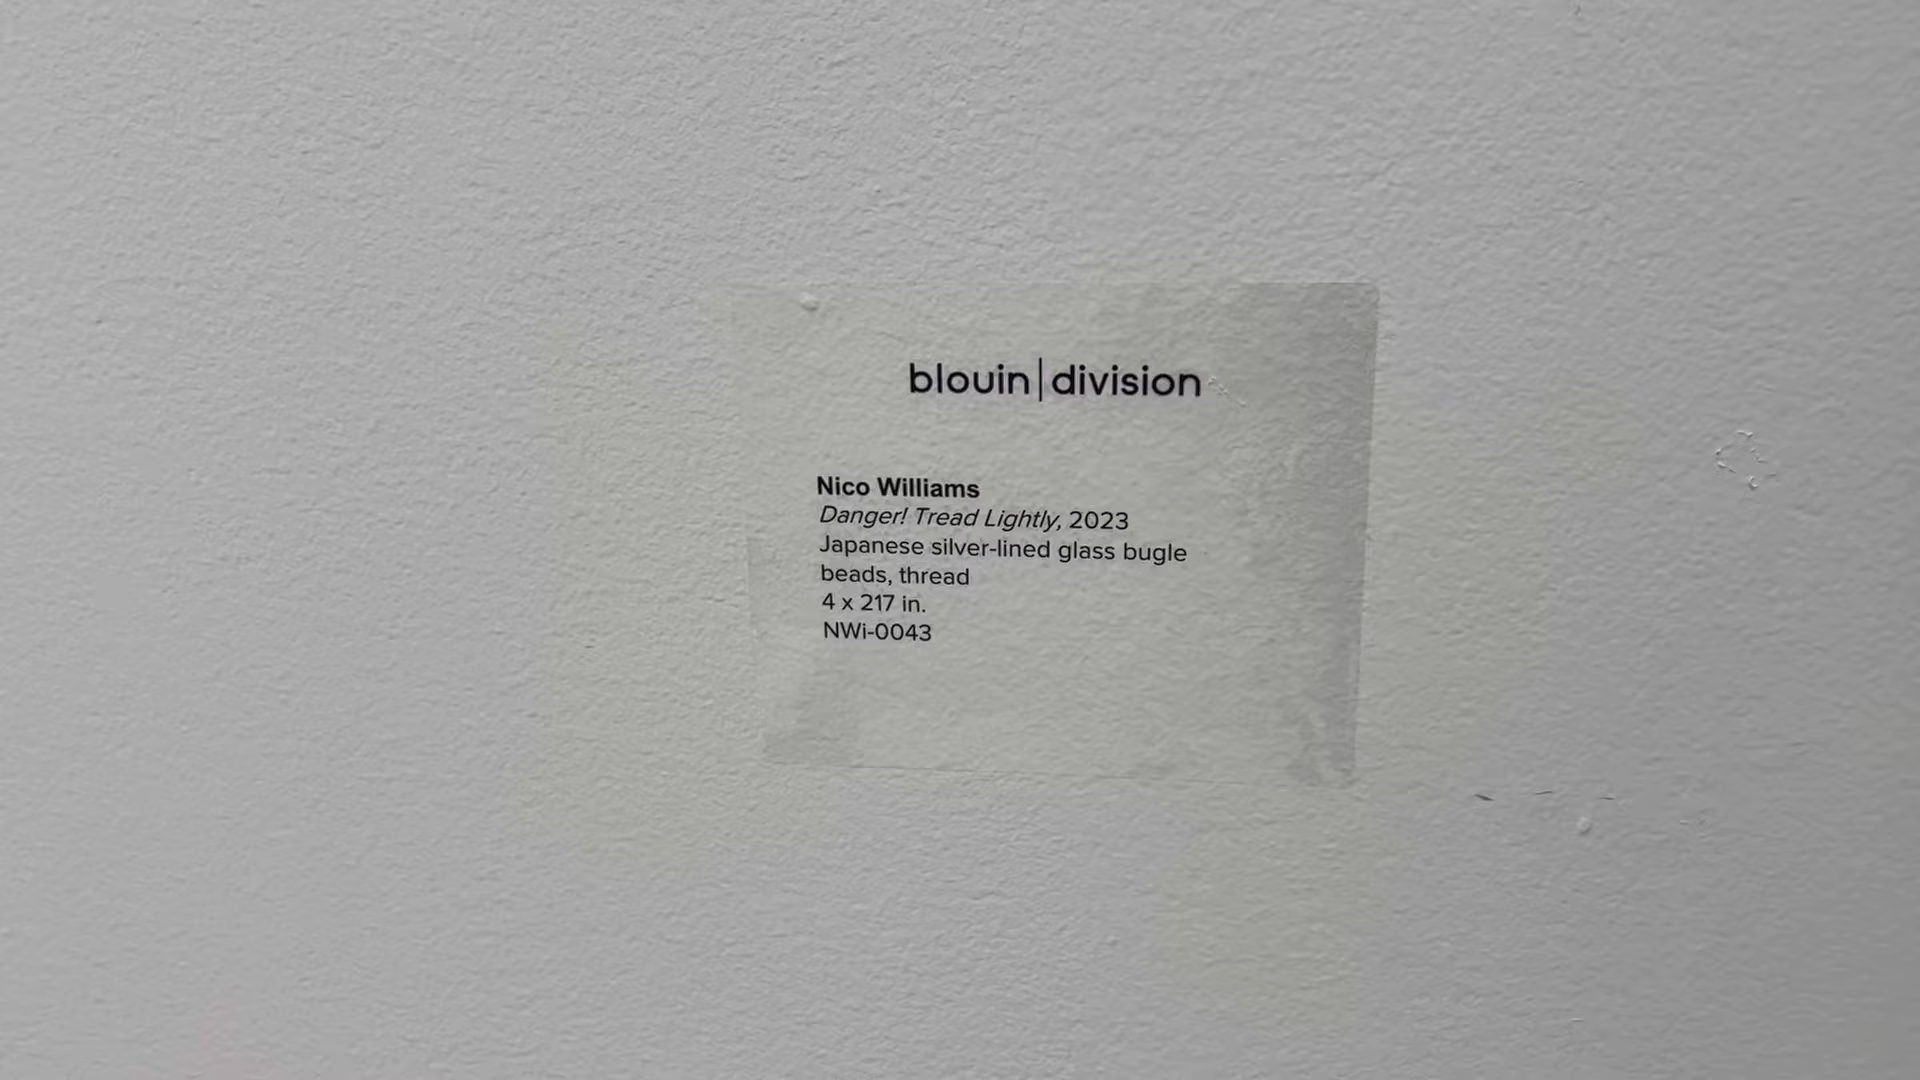 blouin|division
Nico Williams
Danger! Tread Lightly, 2023
Japanese silver-lined glass bugle
beads, thread
4 x 217 in.
NWi-0043